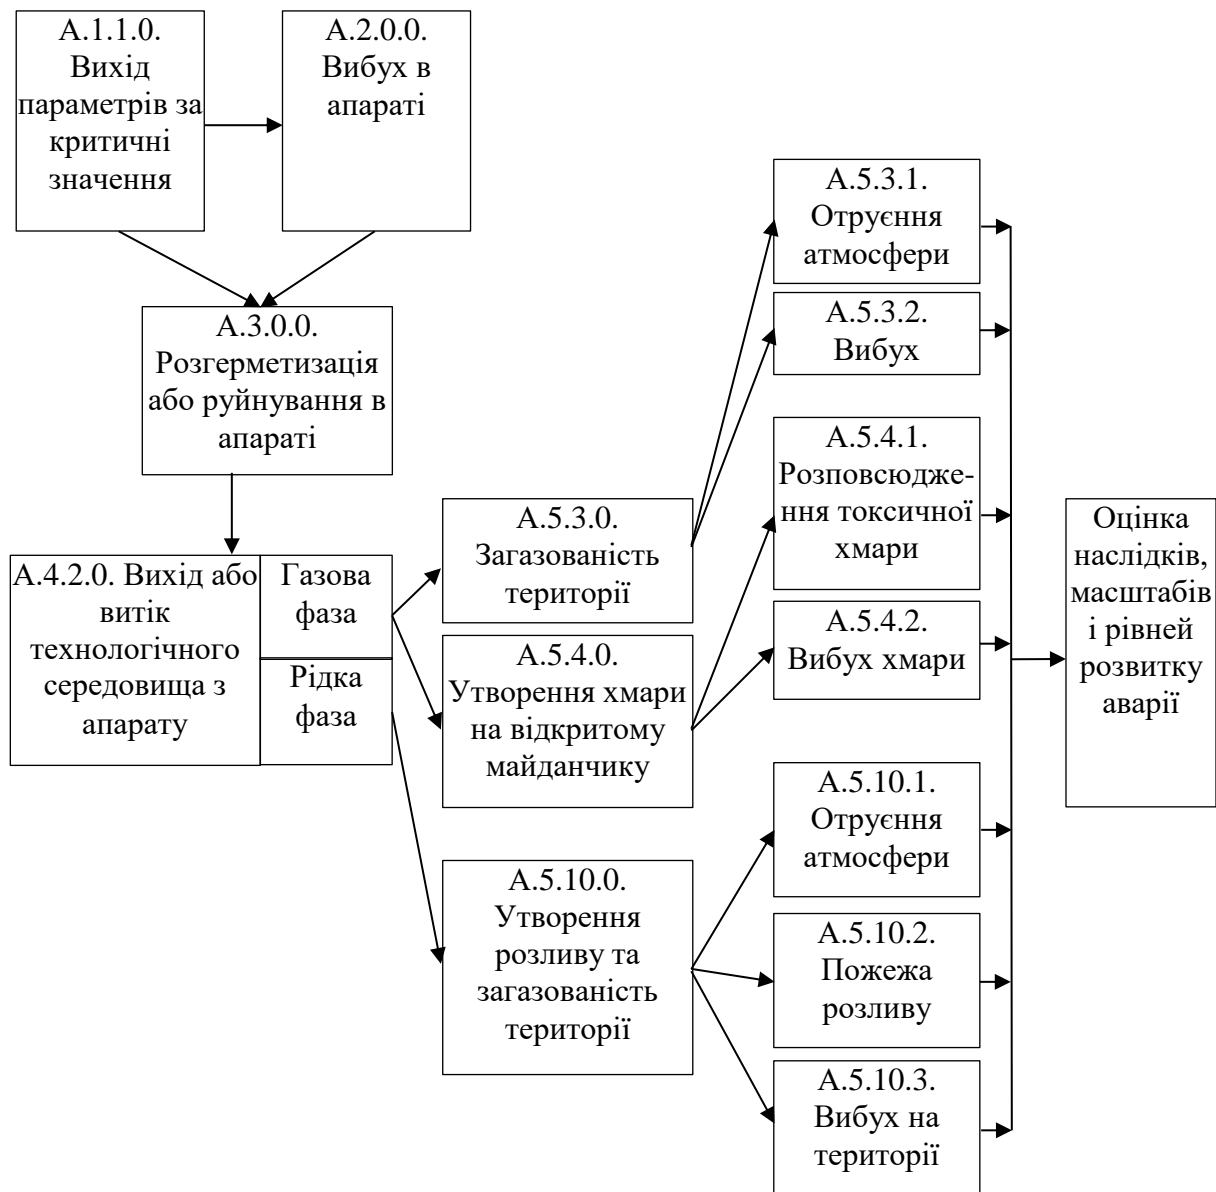 А.1.1.0.
Вихід
параметрів за
критичні
значення
А.2.0.0.
Вибух в
апараті
А.3.0.0.
Розгерметизація
або руйнування в
апараті
А.4.2.0. Вихід або
витік
технологічного
середовища з
апарату
Газова
фаза
Рідка
фаза
А.5.3.0.
Загазованість
території
А.5.4.0.
Утворення хмари
на відкритому
майданчику
А.5.10.0.
Утворення
розливу та
загазованість
території
А.5.3.1.
Отруєння
атмосфери
А.5.3.2.
Вибух
А.5.4.1.
Розповсюдже-
ння токсичної
хмари
А.5.4.2.
Вибух хмари
А.5.10.1.
Отруєння
атмосфери
А.5.10.2.
Пожежа
розливу
А.5.10.3.
Вибух на
території
Оцінка
наслідків,
масштабів
і рівней
розвитку
аварії